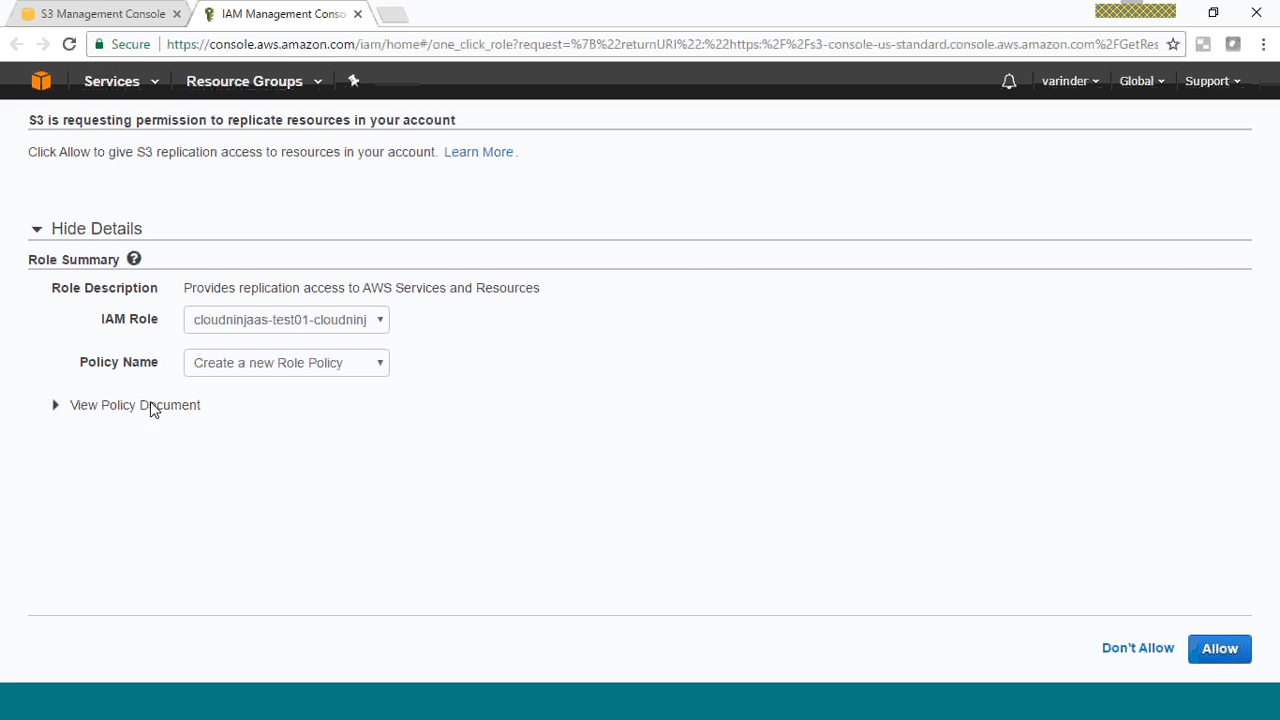 S3 Management Console
IAM Management Conso
Secure
https://console.aws.amazon.com/iam/home#/one_click_role?request=%7B%22returnURI%22:%22https:%2F%2Fs3-console-us-standard.console.aws.amazon.com%2FGetRes
Services
Resource Groups
varinder
Global
Support
S3 is requesting permission to replicate resources in your account
Click Allow to give S3 replication access to resources in your account. Learn More.
Hide Details
Role Summary ?
Role Description Provides replication access to AWS Services and Resources
IAM Role cloudninjaas-test01-cloudninj
Policy Name Create a new Role Policy
View Policy Document
Don't Allow
Allow